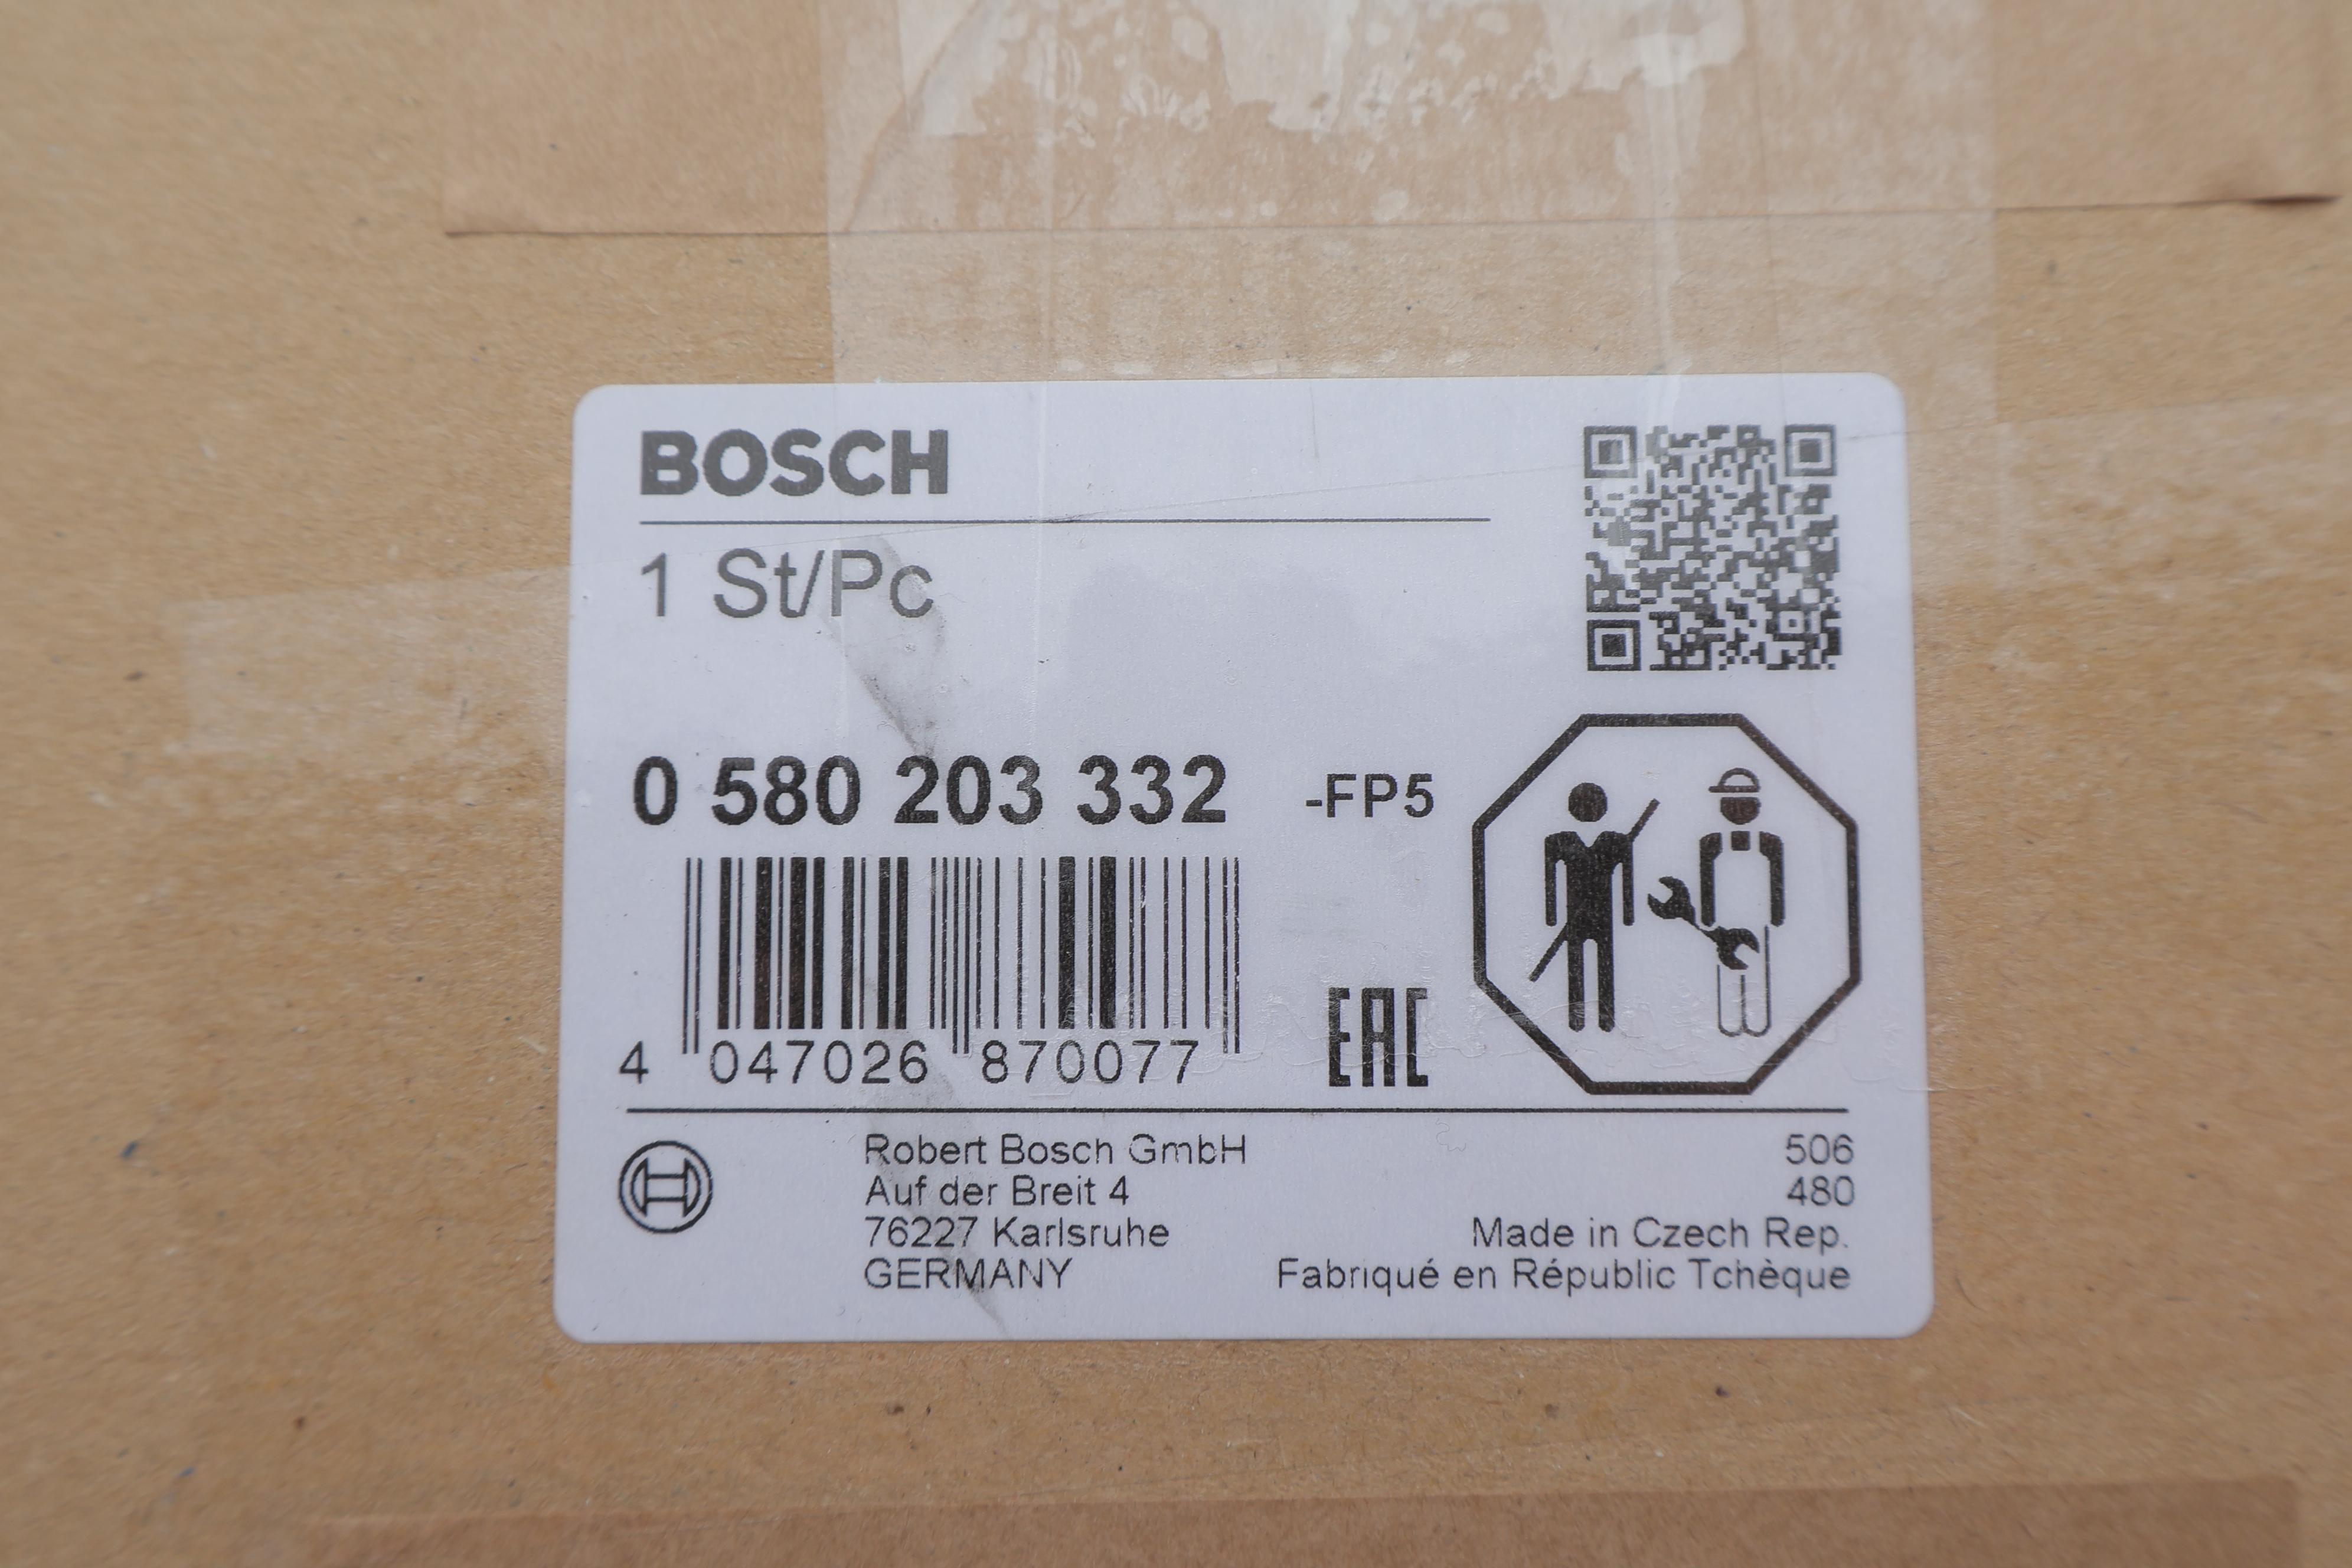 BOSCH
1 St/Pc
0 580 203 332 -FP5
4 047026 870077
EAC
Robert Bosch GmbH 506
Auf der Breit 4 480
76227 Karlsruhe Made in Czech Rep.
GERMANY Fabriqué en République Tchèque